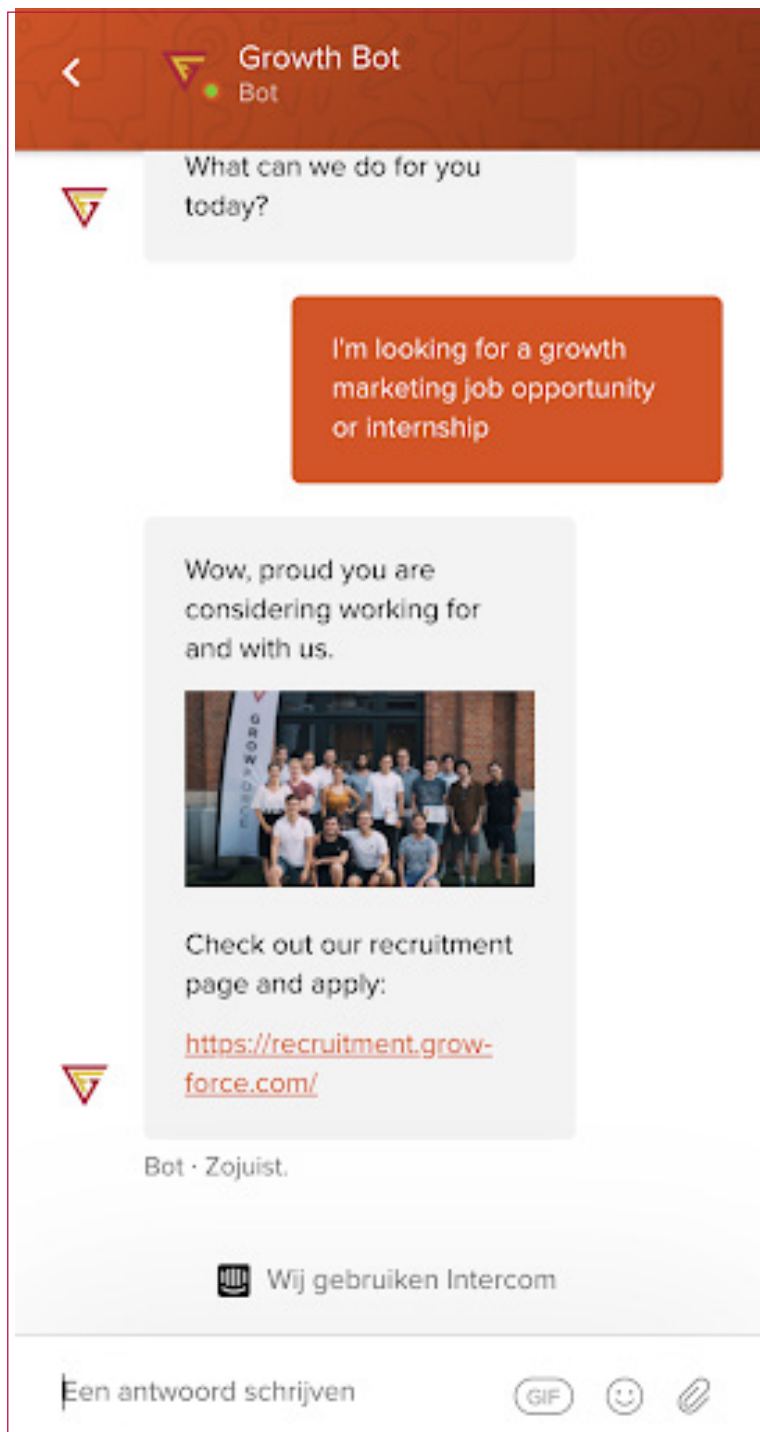 Growth Bot
Bot
What can we do for you
today?
I'm looking for a growth
marketing job opportunity
or internship
Wow, proud you are
considering working for
and with us.
GROWFORCE
Check out our recruitment
page and apply:
https://recruitment.grow-
force.com/
Bot · Zojuist.
Wij gebruiken Intercom
Een antwoord schrijven
GIF